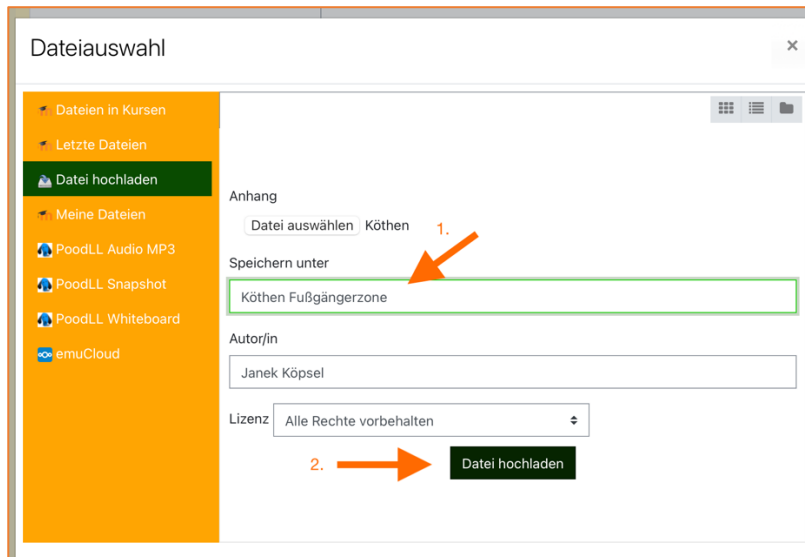 Dateiauswahl
×
Dateien in Kursen
Letzte Dateien
Datei hochladen
Meine Dateien
PoodLL Audio MP3
PoodLL Snapshot
PoodLL Whiteboard
emuCloud
Anhang
Datei auswählen Köthen
1.
Speichern unter
Köthen Fußgängerzone
Autor/in
Janek Köpsel
Lizenz Alle Rechte vorbehalten
2. Datei hochladen